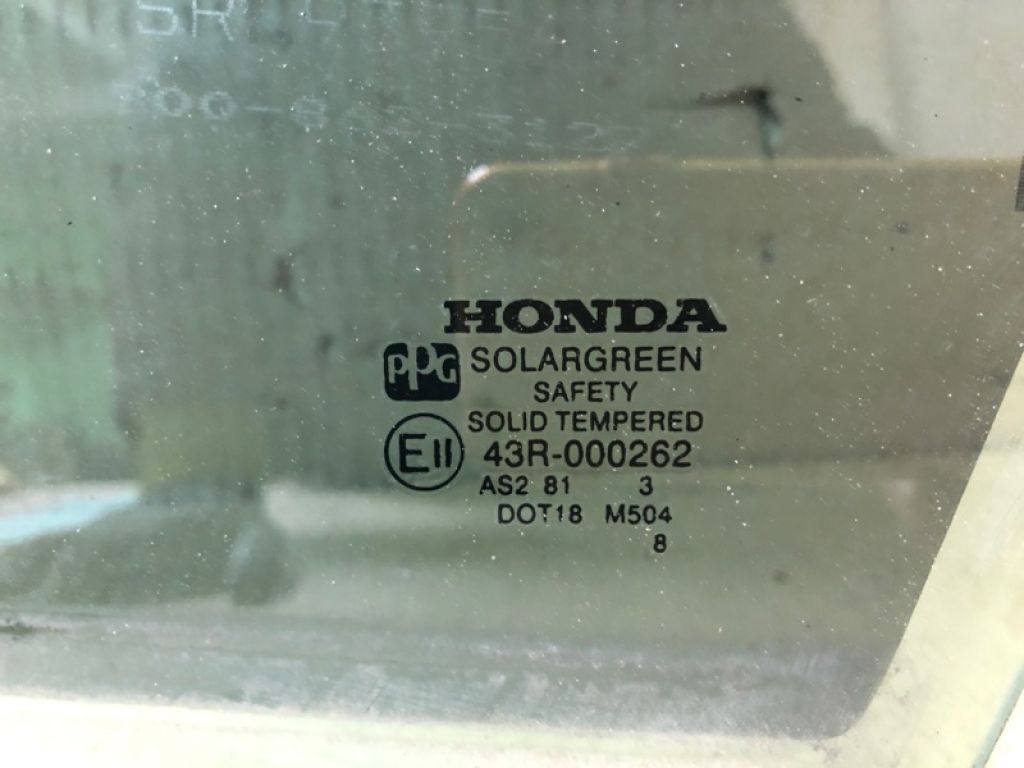 HONDA
PPG SOLARGREEN
SAFETY
SOLID TEMPERED
E11 43R-000262
AS2 81 3
DOT18 M504
8